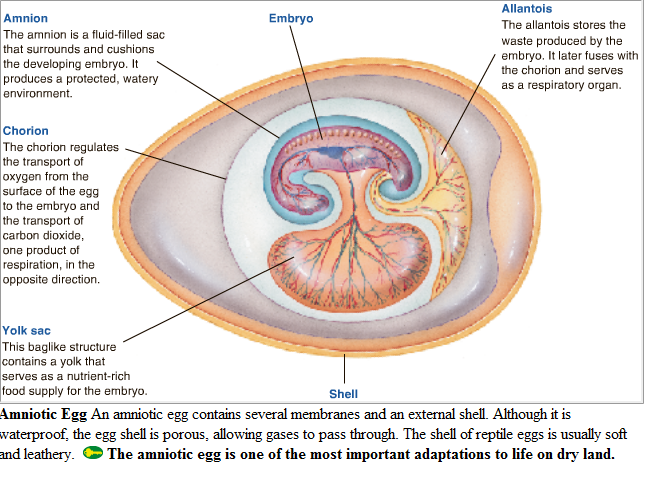 Amnion
The amnion is a fluid-filled sac
that surrounds and cushions
the developing embryo. It
produces a protected, watery
environment.
Embryo
Allantois
The allantois stores the
waste produced by the
embryo. It later fuses with
the chorion and serves
as a respiratory organ.
Chorion
The chorion regulates
the transport of
oxygen from the
surface of the egg
to the embryo and
the transport of
carbon dioxide,
one product of
respiration, in the
opposite direction.
Yolk sac
This baglike structure
contains a yolk that
serves as a nutrient-rich
food supply for the embryo.
Shell
Amniotic Egg An amniotic egg contains several membranes and an external shell. Although it is
waterproof, the egg shell is porous, allowing gases to pass through. The shell of reptile eggs is usually soft
and leathery. The amniotic egg is one of the most important adaptations to life on dry land.